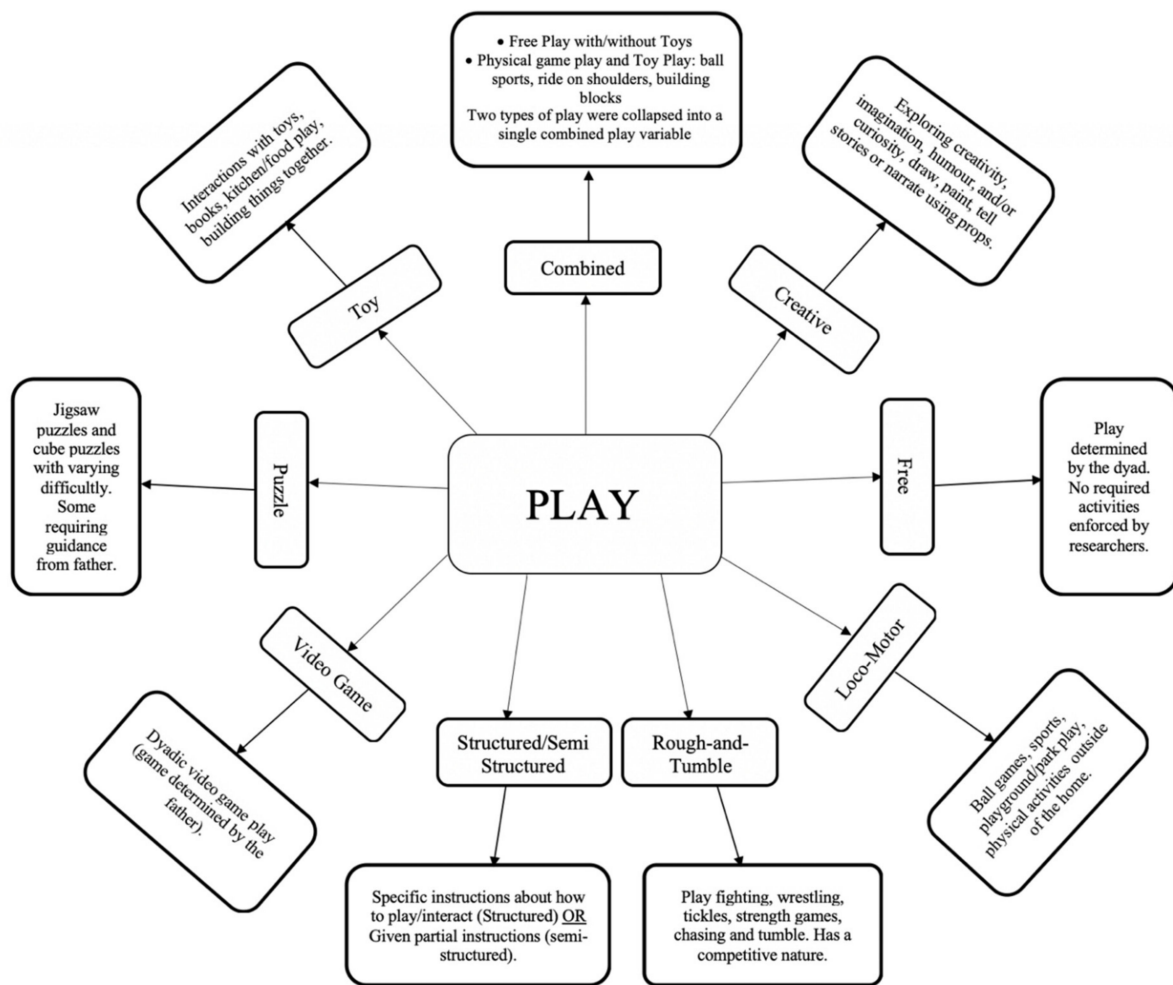 • Free Play with/without Toys
• Physical game play and Toy Play: ball
sports, ride on shoulders, building
blocks
Two types of play were collapsed into a
single combined play variable
Combined
Exploring creativity,
imagination, humour, and/or
curiosity, draw, paint, tell
stories or narrate using props.
Creative
Play
determined
by the dyad.
No required
activities
enforced by
researchers.
Free
Ball games, sports,
playground/park play,
physical activities outside
of the home.
Loco-Motor
Rough-and-
Tumble
Play fighting, wrestling,
tickles, strength games,
chasing and tumble. Has a
competitive nature.
Structured/Semi
Structured
Specific instructions about how
to play/interact (Structured) OR
Given partial instructions (semi-
structured).
Video Game
Dyadic video game play
(game determined by the
father).
Puzzle
Jigsaw
puzzles and
cube puzzles
with varying
difficultly.
Some
requiring
guidance
from father.
Toy
Interactions with toys,
books, kitchen/food play,
building things together.
PLAY